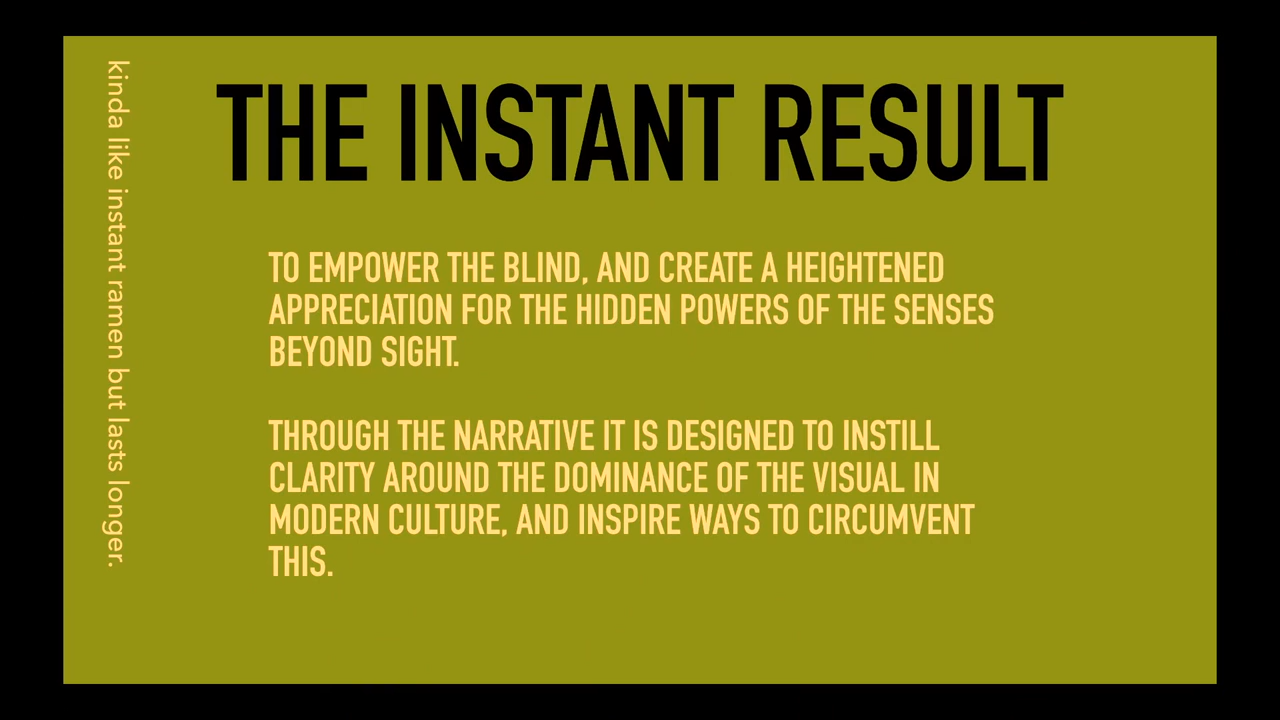 THE INSTANT RESULT
kinda like instant ramen but lasts longer.
TO EMPOWER THE BLIND, AND CREATE A HEIGHTENED
APPRECIATION FOR THE HIDDEN POWERS OF THE SENSES
BEYOND SIGHT.
THROUGH THE NARRATIVE IT IS DESIGNED TO INSTILL
CLARITY AROUND THE DOMINANCE OF THE VISUAL IN
MODERN CULTURE, AND INSPIRE WAYS TO CIRCUMVENT
THIS.